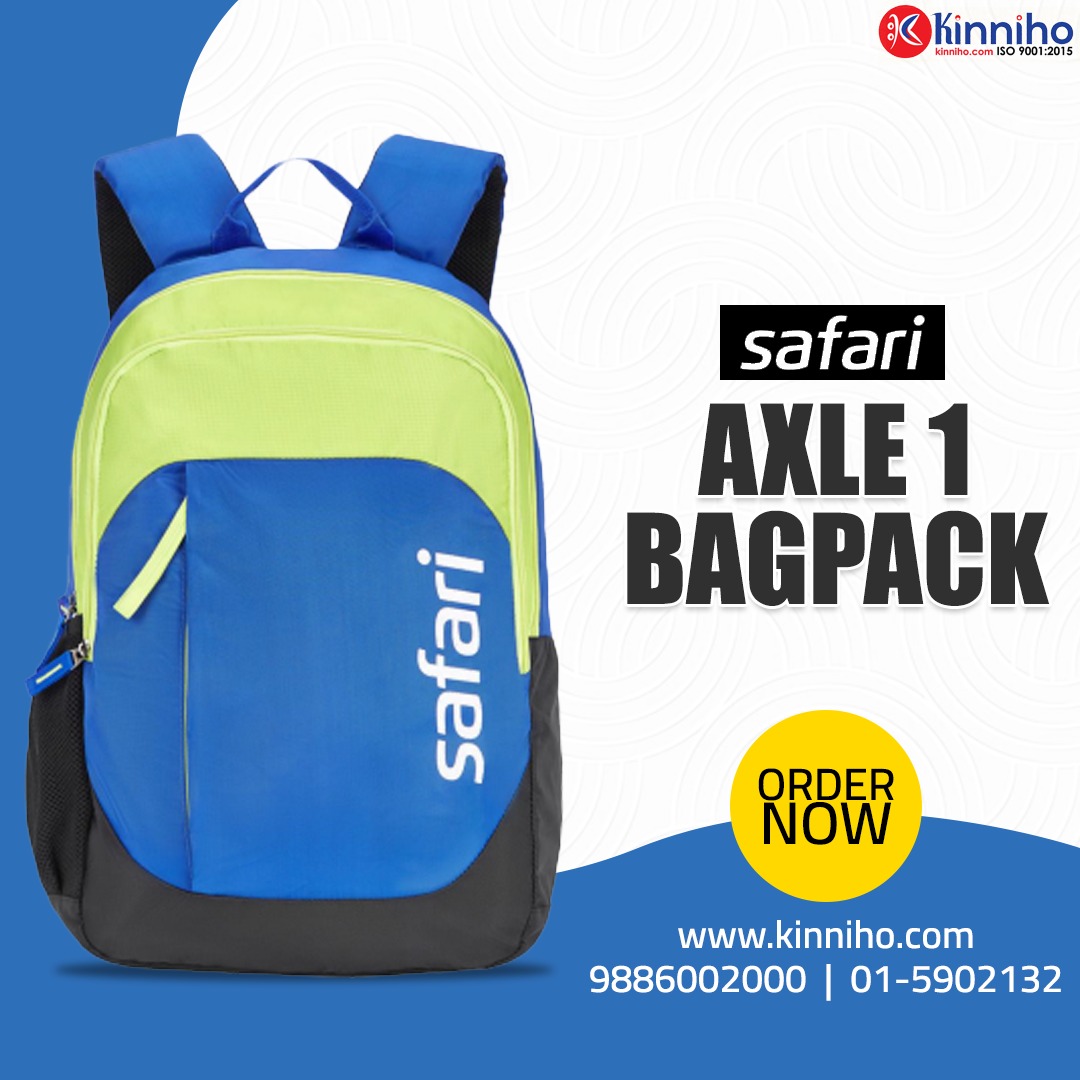 Kinniho
kinniho.com ISO 9001:2015
safari
AXLE 1
BAGPACK
safari
ORDER
NOW
www.kinniho.com
9886002000 | 01-5902132